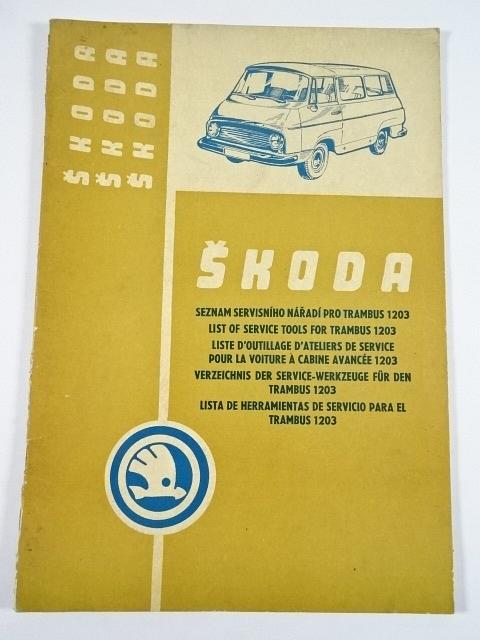 ŠKODA
ŠKODA
ŠKODA
ŠKODA
SEZNAM SERVISNÍHO NÁŘADÍ PRO TRAMBUS 1203
LIST OF SERVICE TOOLS FOR TRAMBUS 1203
LISTE D'OUTILLAGE D'ATELIERS DE SERVICE
POUR LA VOITURE À CABINE AVANCÉE 1203
VERZEICHNIS DER SERVICE-WERKZEUGE FÜR DEN
TRAMBUS 1203
LISTA DE HERRAMIENTAS DE SERVICIO PARA EL
TRAMBUS 1203